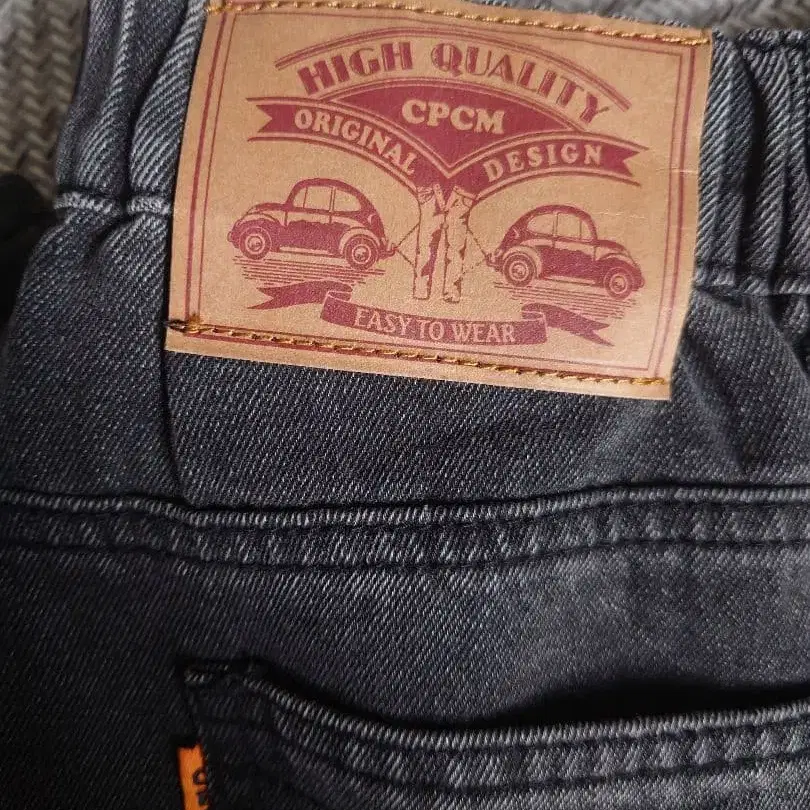 HIGH QUALITY
CPCM
ORIGINAL DESIGN
EASY TO WEAR